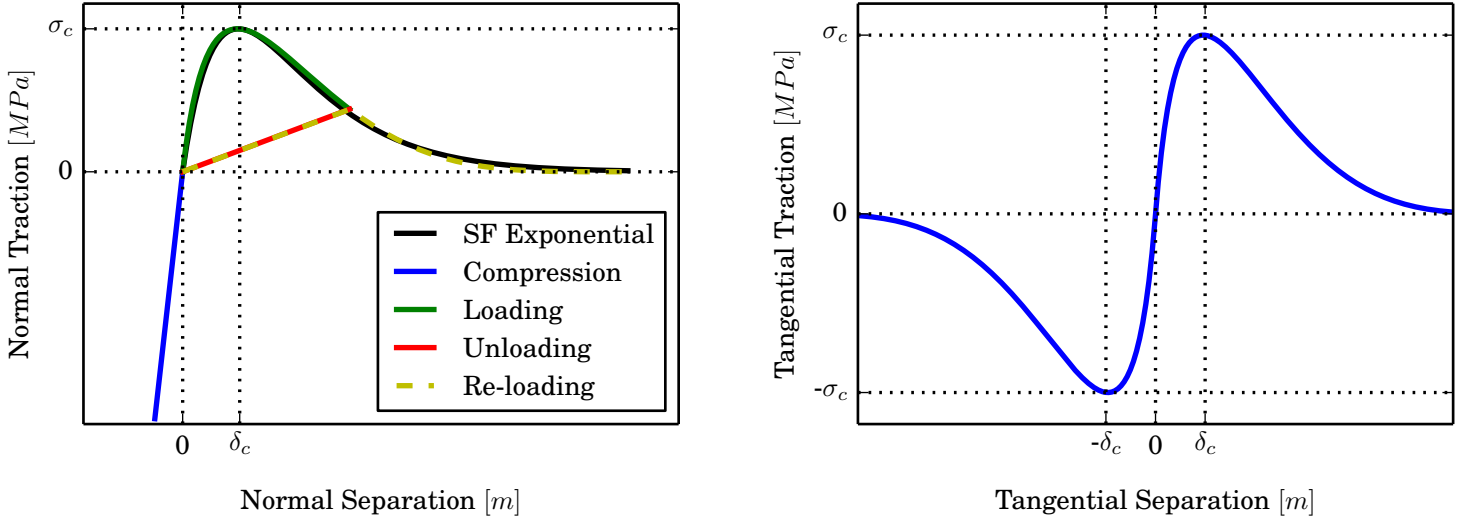 Normal Traction [MPa]
σc
0
SF Exponential
Compression
Loading
Unloading
Re-loading
0
δc
Normal Separation [m]
Tangential Traction [MPa]
σc
0
-σc
-δc
0
δc
Tangential Separation [m]